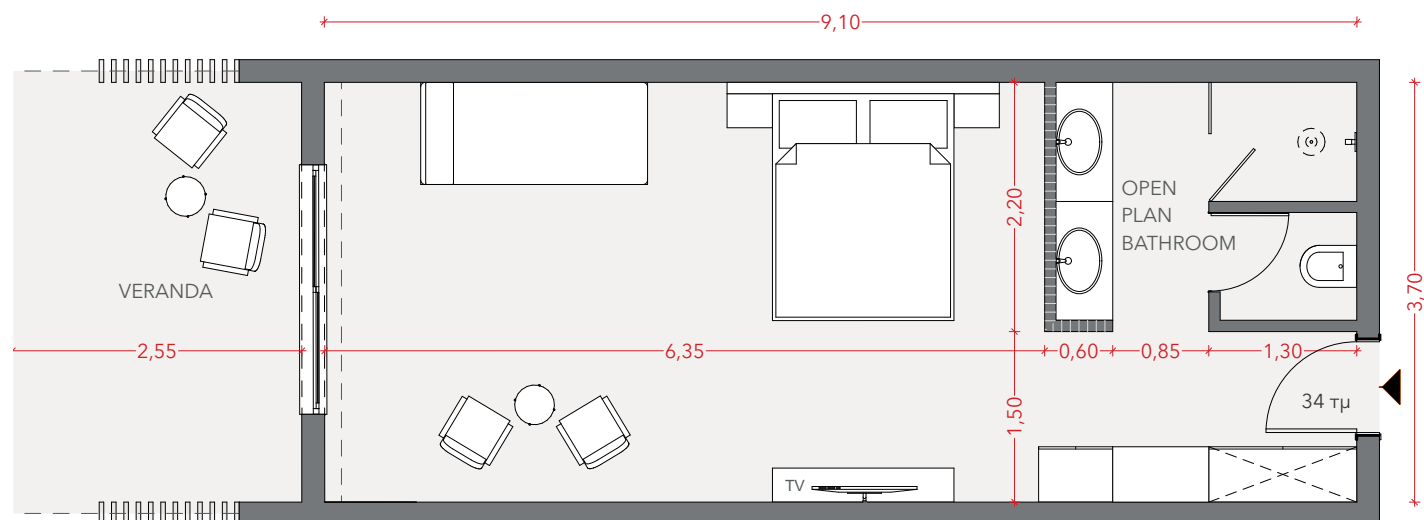 9,10
OPEN
PLAN
BATHROOM
2,20
VERANDA
3,70
2,55
6,35
0,60
0,85
1,30
1,50
34 τμ
TV